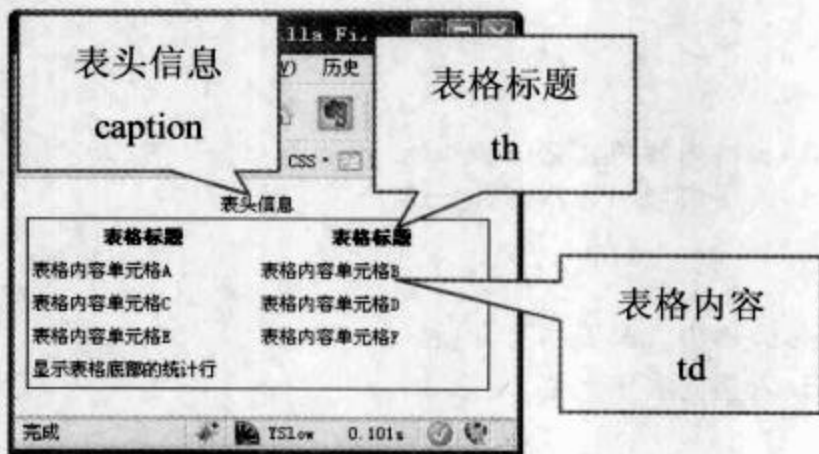 lla Fi
表头信息
caption
历史
表格标题
th
CSS
表头信息
表格标题 表格标题
表格内容单元格A 表格内容单元格B
表格内容单元格C 表格内容单元格D
表格内容单元格E 表格内容单元格F
显示表格底部的统计行
表格内容
td
完成 YSlow 0.101s